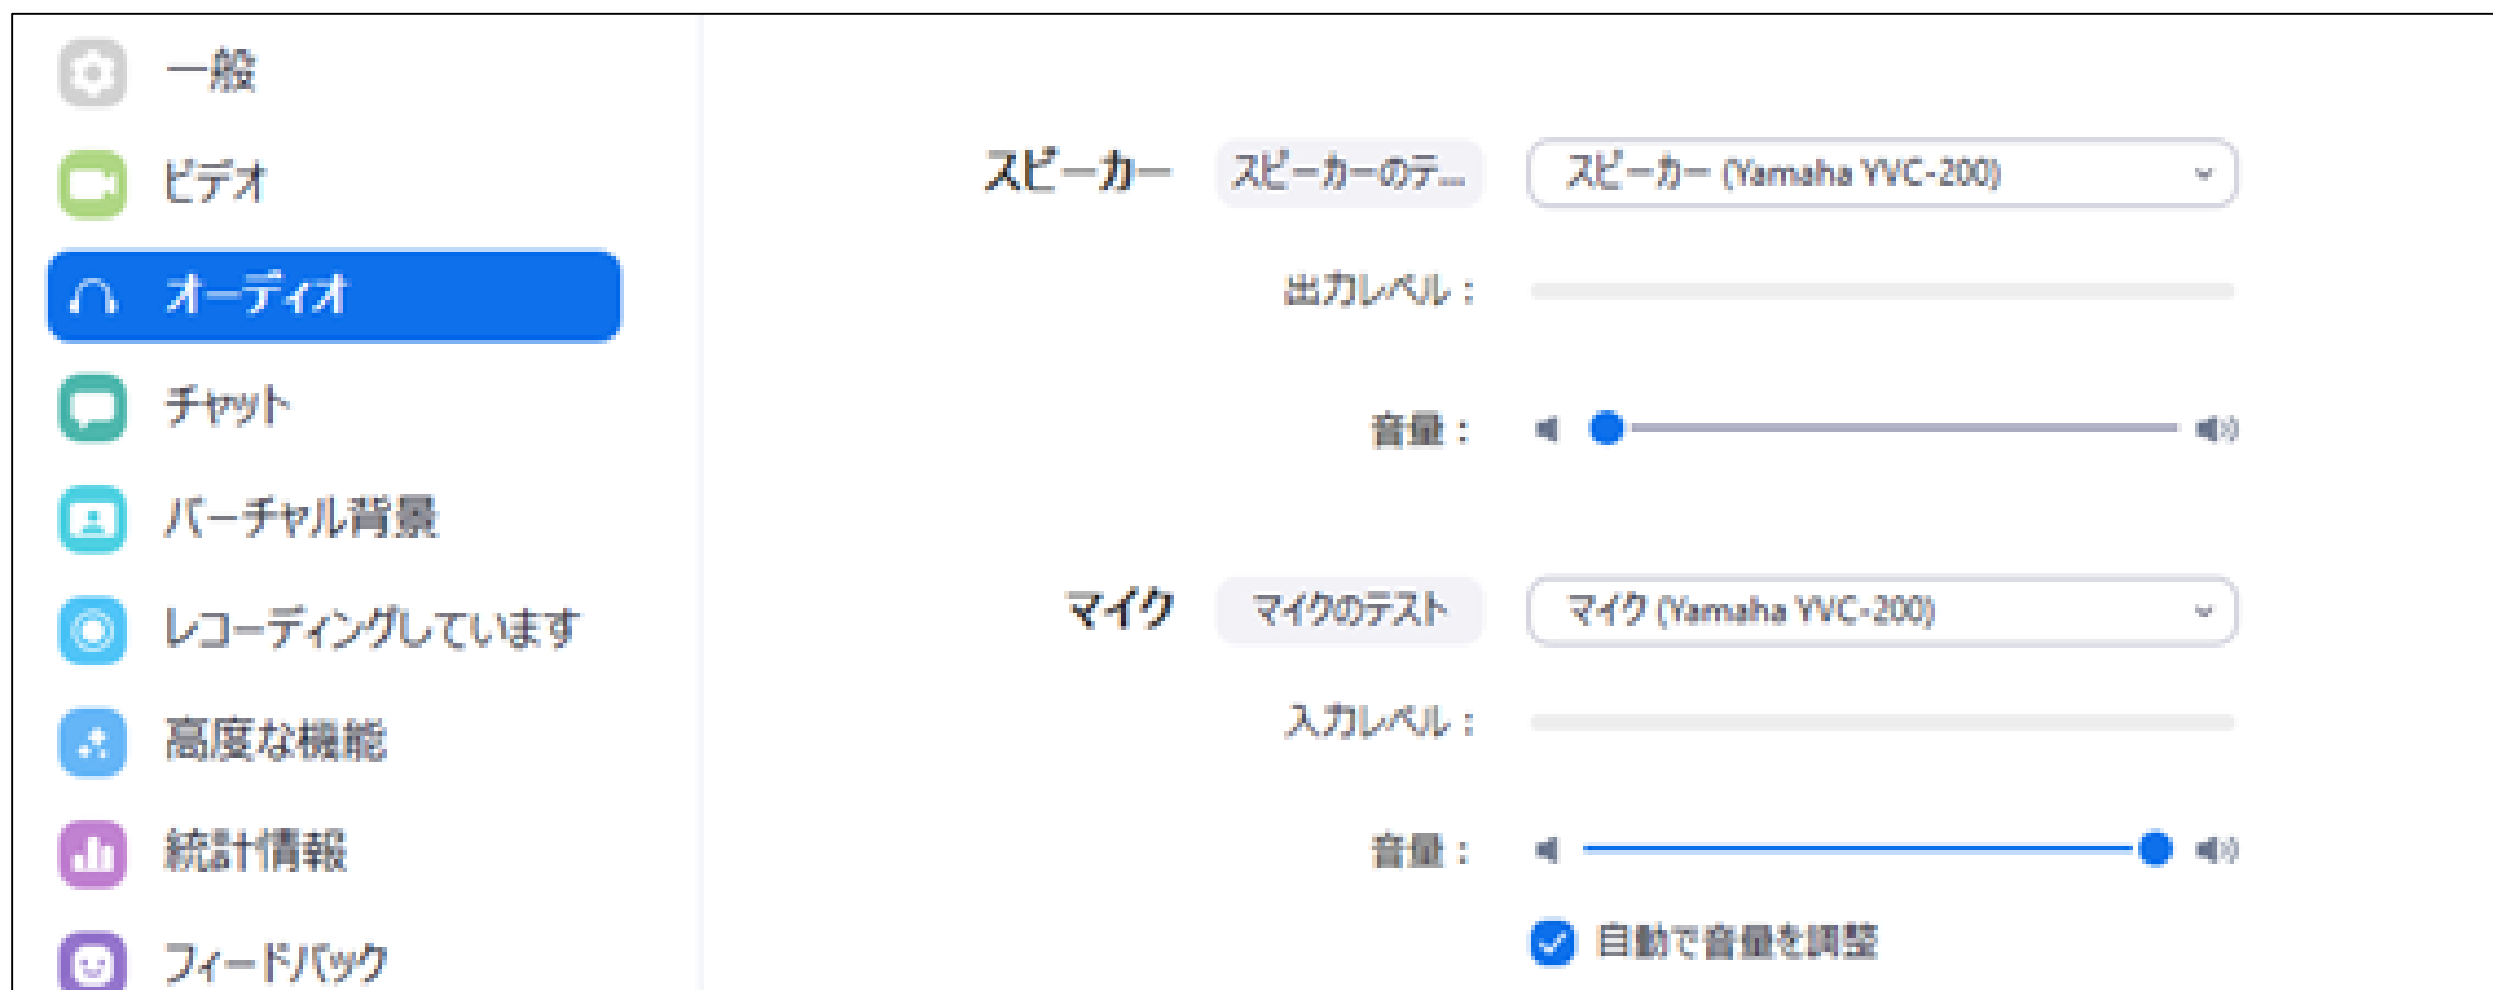 一般
ビデオ
オーディオ
チャット
バーチャル背景
レコーディングしています
高度な機能
統計情報
フィードバック
スピーカー スピーカーのテ... スピーカー (Yamaha YVC-200)
出力レベル：
音量：
マイク マイクのテスト マイク (Yamaha YVC-200)
入力レベル：
音量：
自動で音量を調整